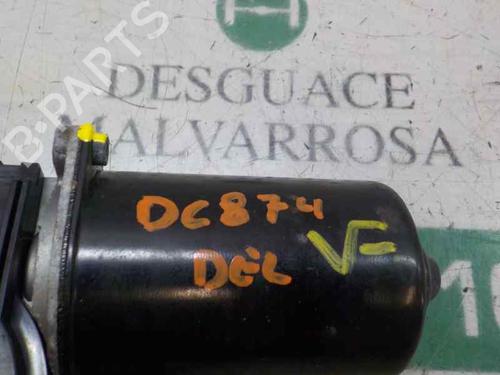 DESGUACE
MALVARROSA
B-PARTS
DC874
DEL
V-